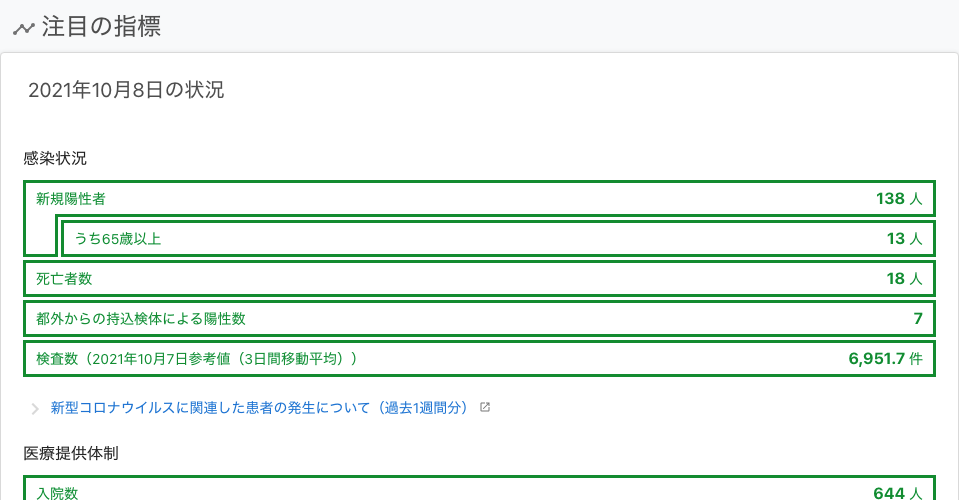 注目の指標
2021年10月8日の状況
感染状況
新規陽性者 138 人
うち65歳以上 13 人
死亡者数 18 人
都外からの持込検体による陽性数 7
検査数（2021年10月7日参考値（3日間移動平均）） 6,951.7 件
新型コロナウイルスに関連した患者の発生について（過去1週間分）
医療提供体制
入院数 644 人